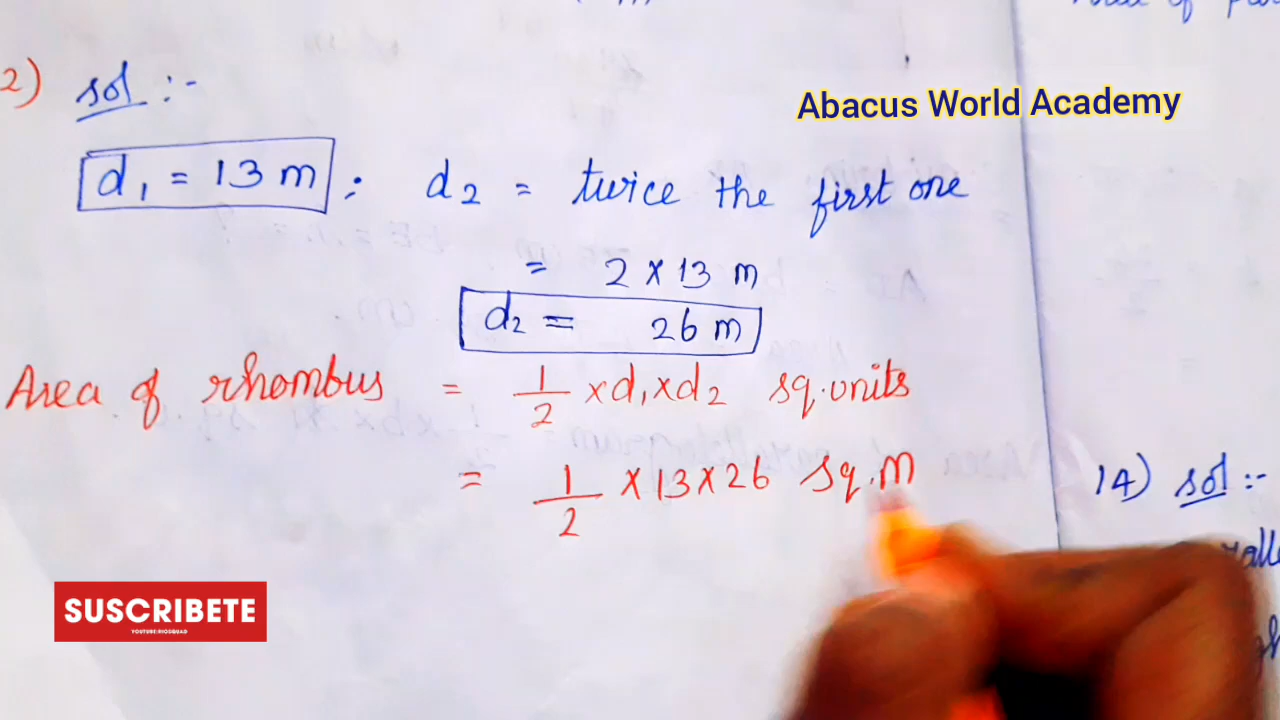 2) sol :-
Abacus World Academy
d₁ = 13 m ; d₂ = twice the first one
= 2 × 13 m
d₂ = 26 m
Area of rhombus = 1/2 × d₁ × d₂ sq.units
= 1/2 × 13 × 26 sq.m
14) sol :-
SUSCRIBETE